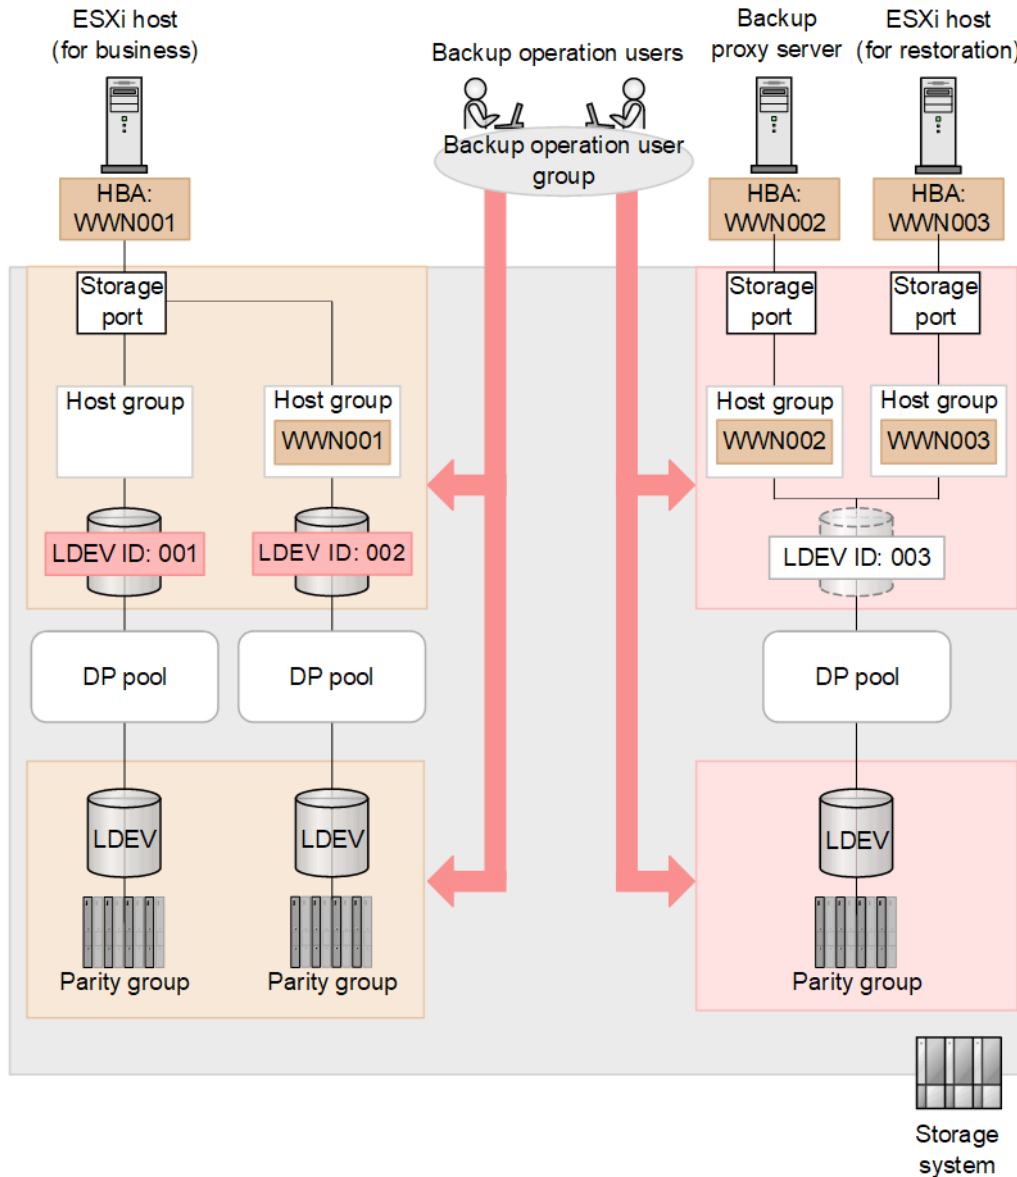 ESXi host
(for business)
Backup operation users
Backup
proxy server
ESXi host
(for restoration)
Backup operation user
group
HBA:
WWN001
HBA:
WWN002
HBA:
WWN003
Storage
port
Storage
port
Storage
port
Host group
Host group
WWN001
Host group
WWN002
Host group
WWN003
LDEV ID: 001
LDEV ID: 002
LDEV ID: 003
DP pool
DP pool
DP pool
LDEV
LDEV
LDEV
Parity group
Parity group
Parity group
Storage
system